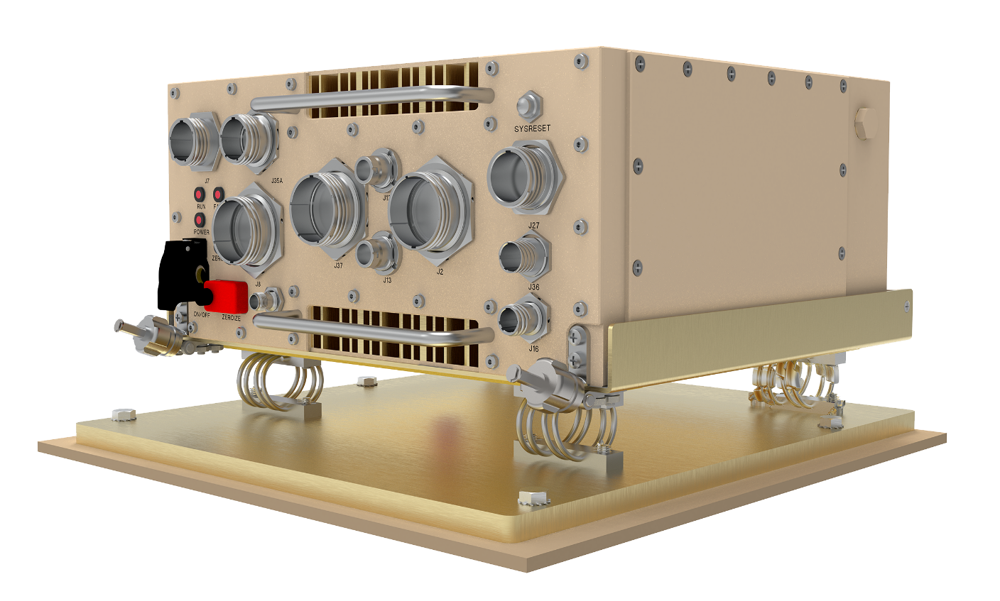 SYSRESET
J7
J35A
RUN
POWER
J37
J13
J2
J27
J8
J36
ON/OFF
ZEROIZE
J16